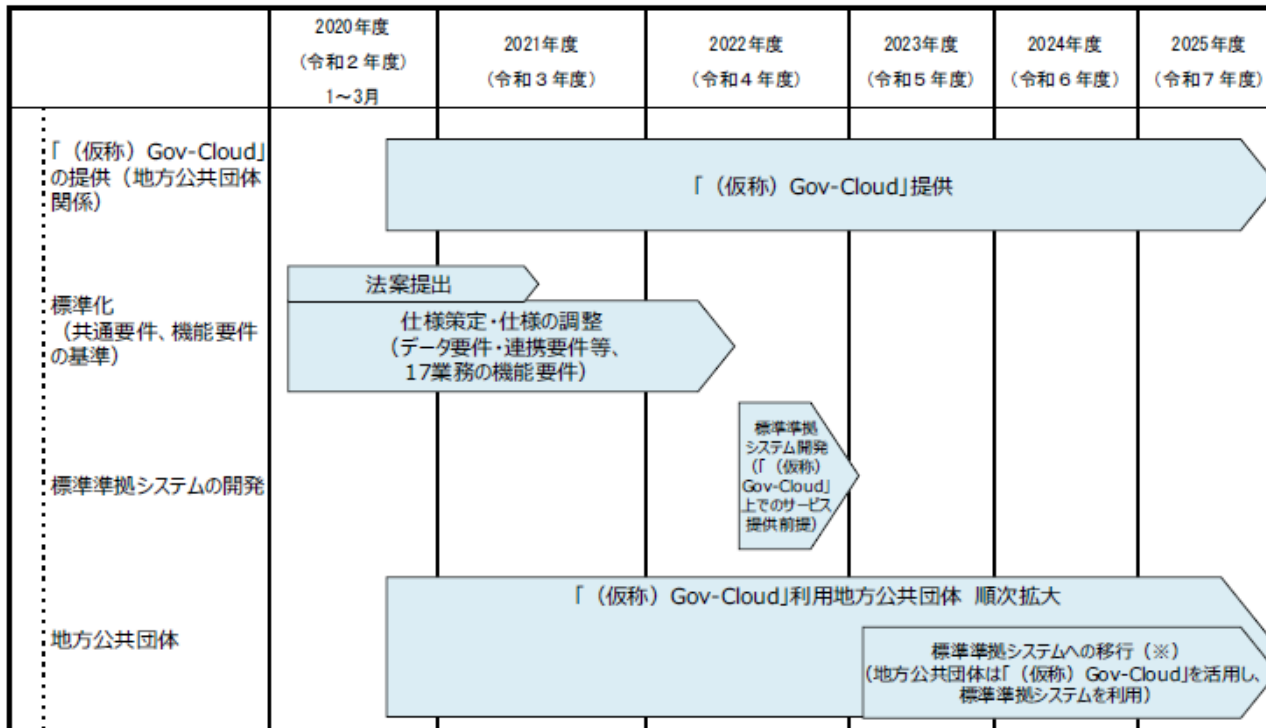 2020年度
(令和2年度)
1～3月
2021年度
(令和3年度)
2022年度
(令和4年度)
2023年度
(令和5年度)
2024年度
(令和6年度)
2025年度
(令和7年度)
「(仮称) Gov-Cloud」
の提供（地方公共団体
関係）
「(仮称) Gov-Cloud」提供
標準化
（共通要件、機能要件
の基準）
法案提出
仕様策定・仕様の調整
（データ要件・連携要件等、
17業務の機能要件）
標準準拠システムの開発
標準準拠
システム開発
(「(仮称)
Gov-Cloud」
上でのサービス
提供前提)
地方公共団体
「(仮称) Gov-Cloud」利用地方公共団体 順次拡大
標準準拠システムへの移行（※）
（地方公共団体は「(仮称) Gov-Cloud」を活用し、
標準準拠システムを利用）